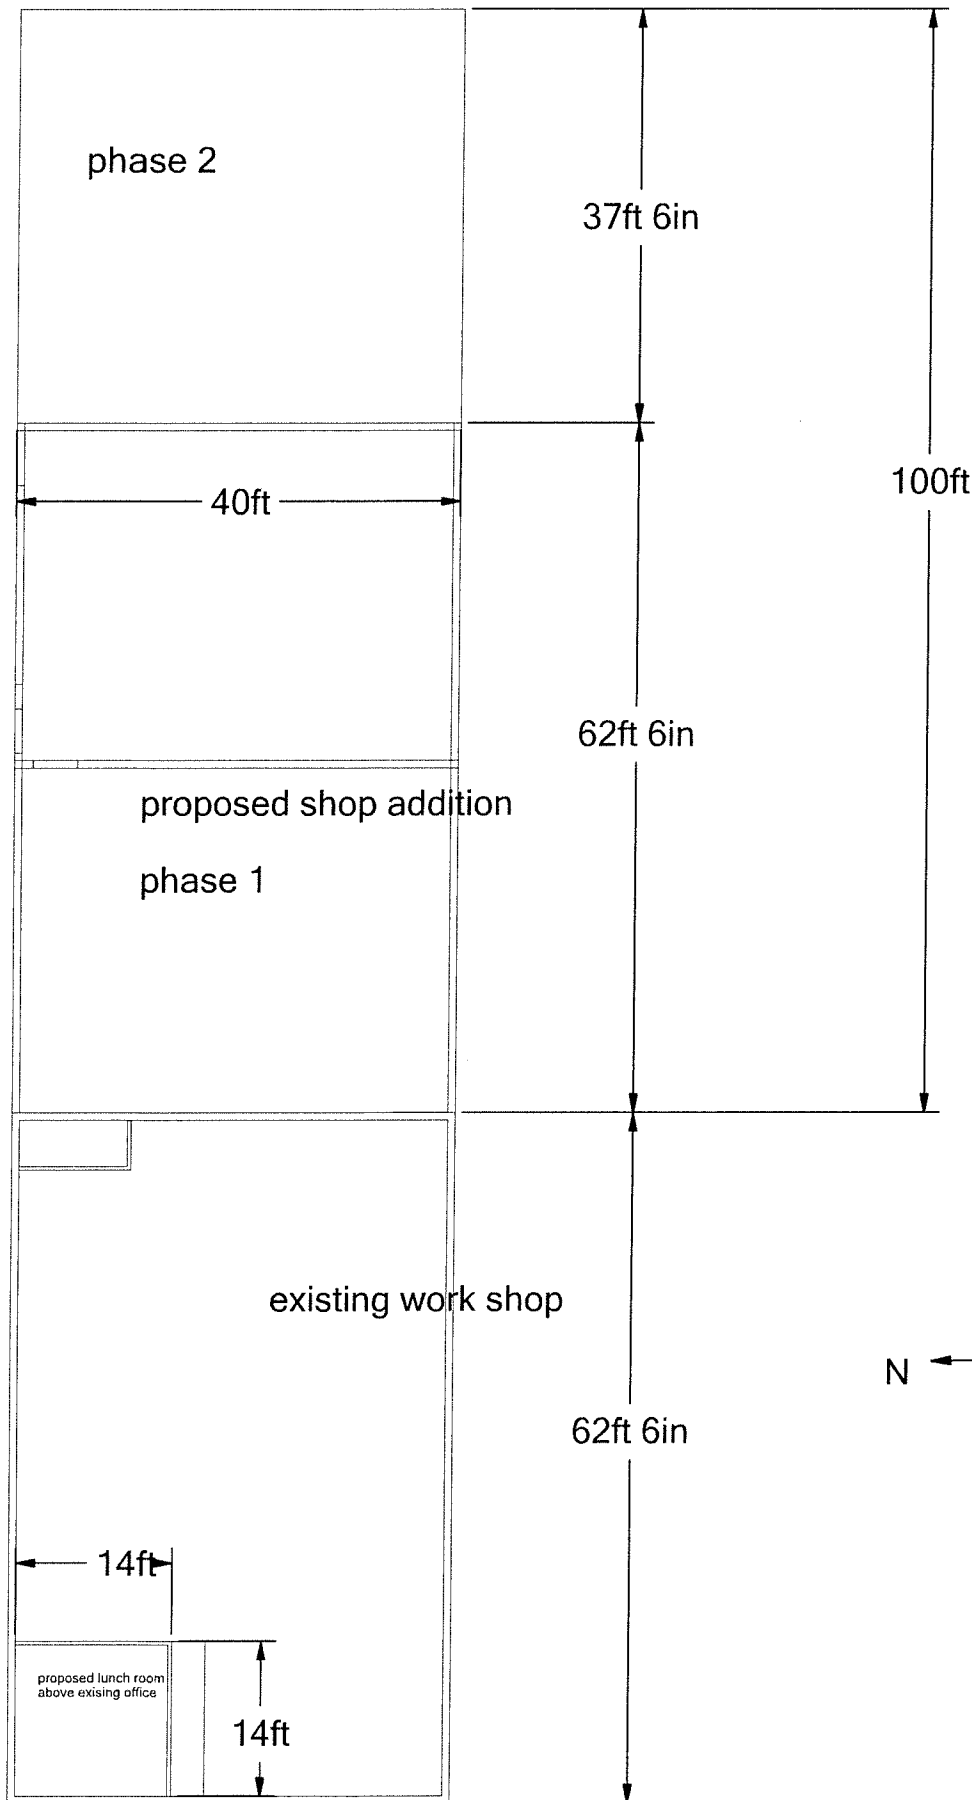 phase 2
37ft 6in
100ft
40ft
62ft 6in
proposed shop addition
phase 1
existing work shop
N
62ft 6in
14ft
proposed lunch room
above exising office
14ft